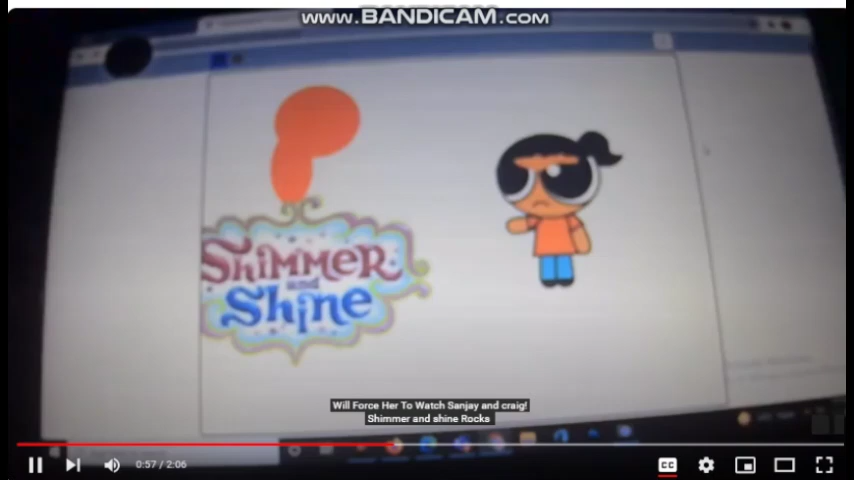 WWW.BANDICAM.COM
Shimmer
and
Shine
Will Force Her To Watch Sanjay and craig!
Shimmer and shine Rocks
0:57 / 2:06
CC